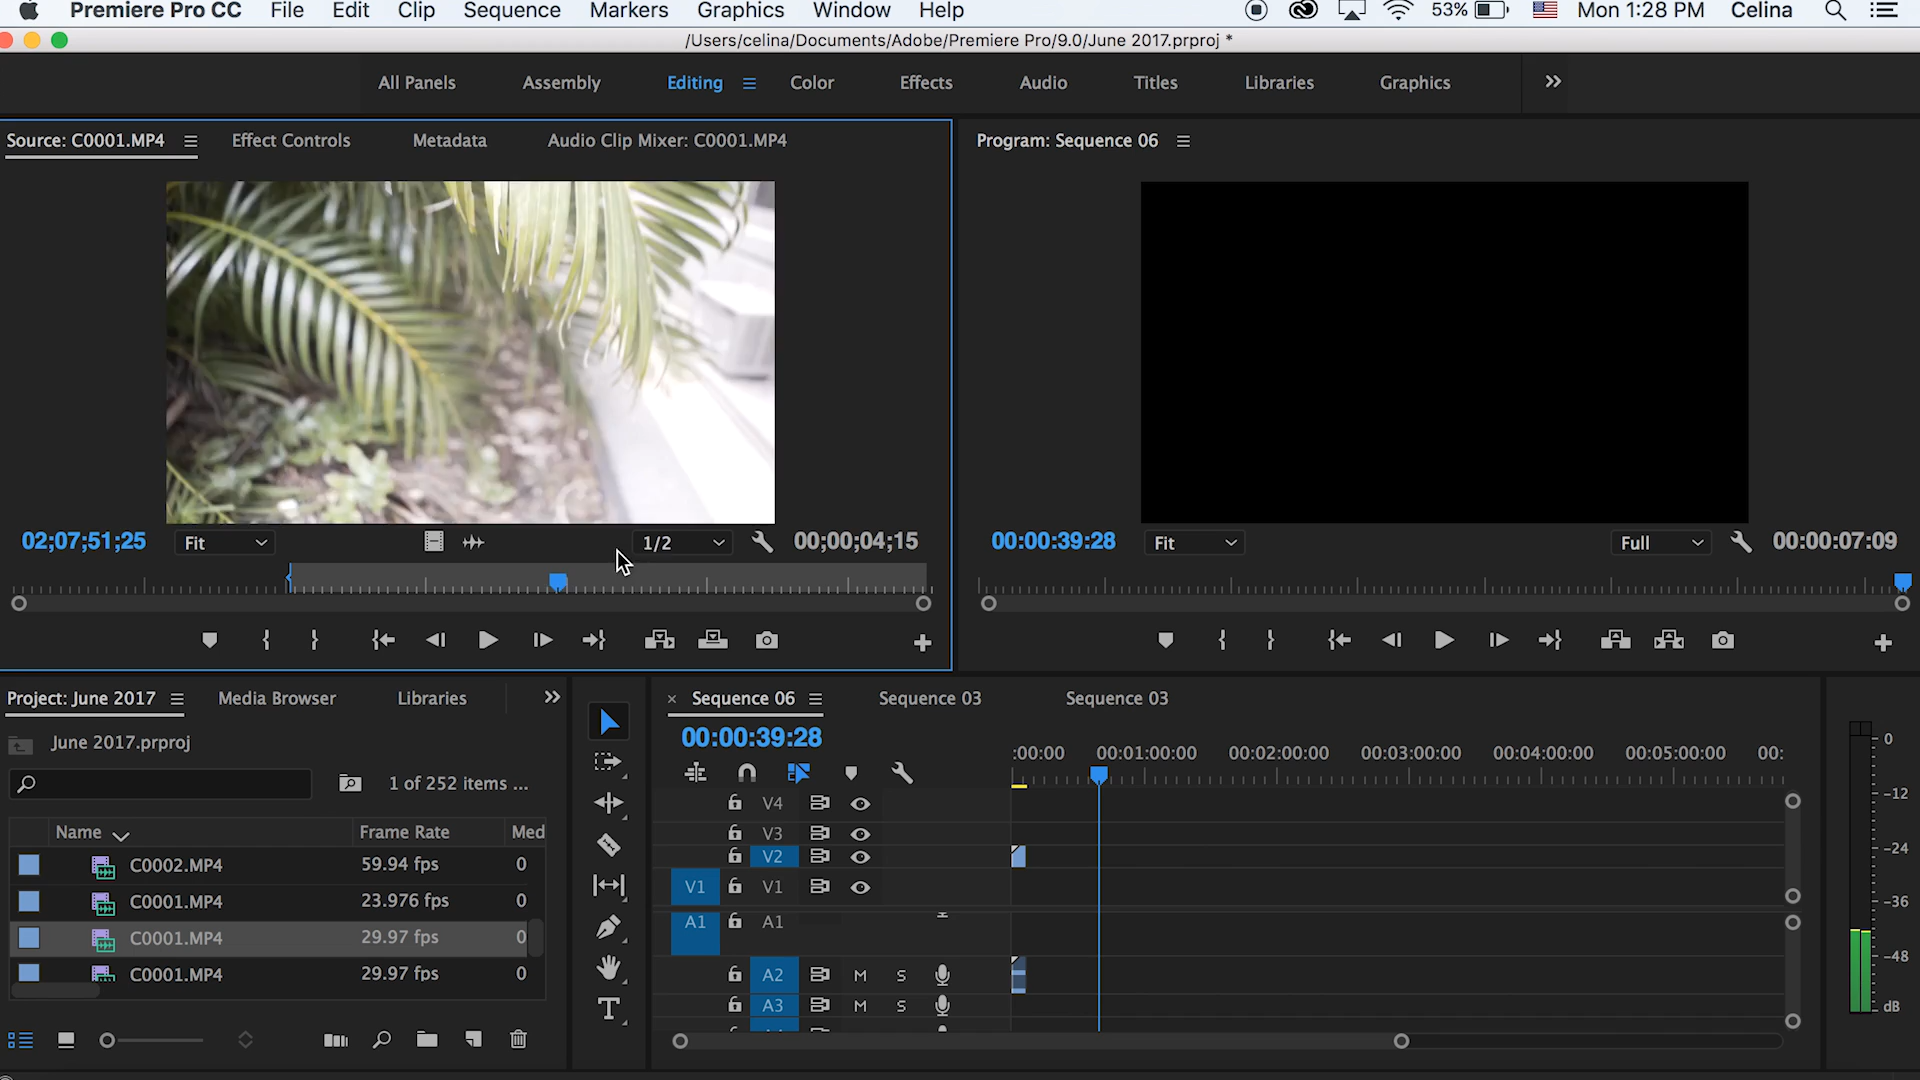 Premiere Pro CC File Edit Clip Sequence Markers Graphics Window Help 53% Mon 1:28 PM Celina
/Users/celina/Documents/Adobe/Premiere Pro/9.0/June 2017.prproj *
All Panels Assembly Editing Color Effects Audio Titles Libraries Graphics
Source: C0001.MP4 Effect Controls Metadata Audio Clip Mixer: C0001.MP4
Program: Sequence 06
02;07;51;25 Fit 1/2 00;00;04;15
00:00:39:28 Fit Full 00:00:07:09
Project: June 2017 Media Browser Libraries
June 2017.prproj
1 of 252 items ...
Name Frame Rate Med
C0002.MP4 59.94 fps 0
C0001.MP4 23.976 fps 0
C0001.MP4 29.97 fps 0
C0001.MP4 29.97 fps 0
Sequence 06 Sequence 03 Sequence 03
00:00:39:28
:00:00 00:01:00:00 00:02:00:00 00:03:00:00 00:04:00:00 00:05:00:00 00:
V4
V3
V2
V1 V1
A1 A1
A2 M S
A3 M S
0
-12
-24
-36
-48
dB